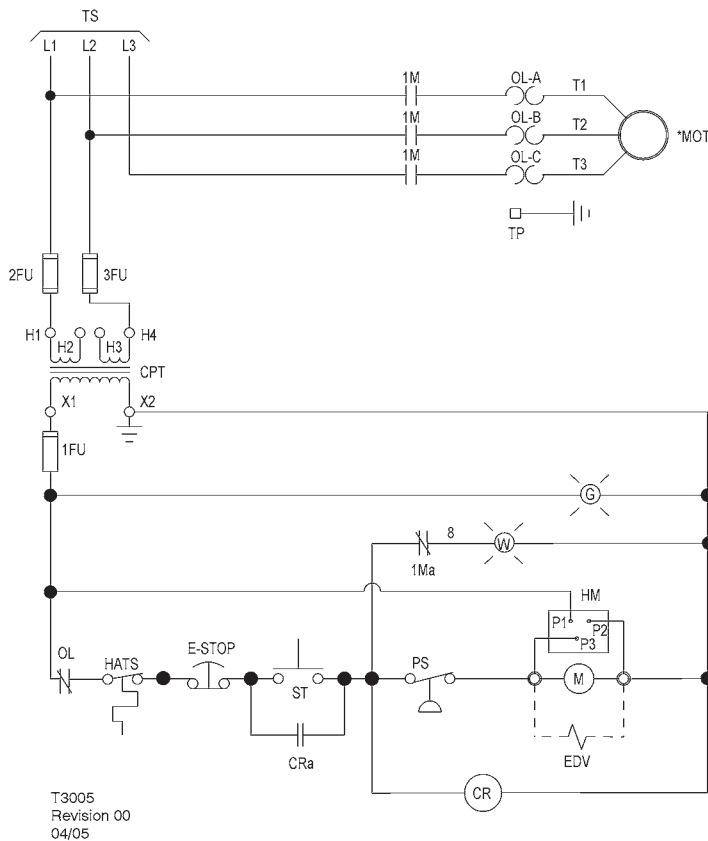 TS
L1 L2 L3
1M OL-A T1
1M OL-B T2 *MOT
1M OL-C T3
TP
2FU 3FU
H1 H2 H3 H4
CPT
X1 X2
1FU
G
8 W
1Ma
HM
P1 P2
P3
OL HATS E-STOP PS
ST M
CRa EDV
CR
T3005
Revision 00
04/05